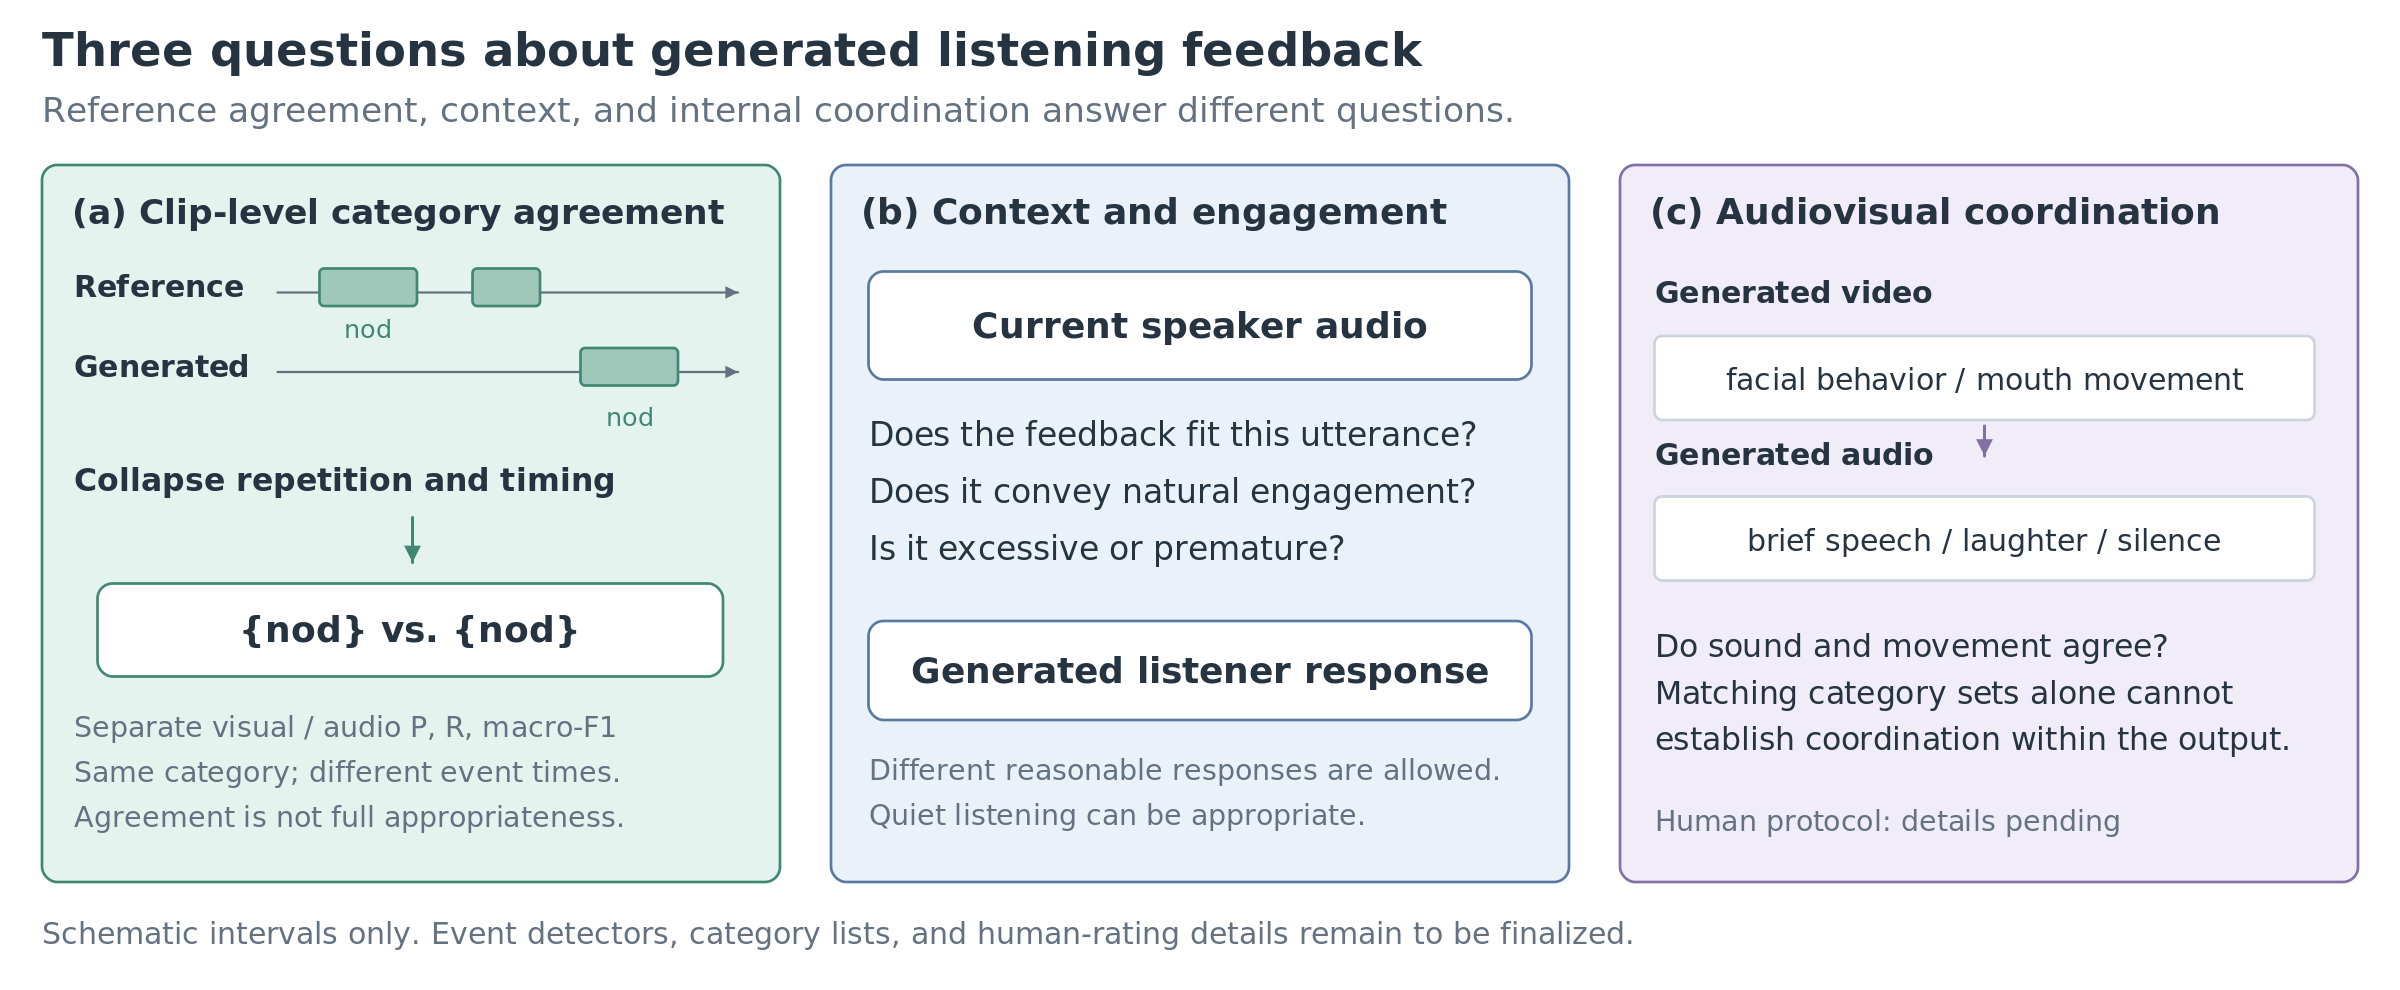 Three questions about generated listening feedback
Reference agreement, context, and internal coordination answer different questions.
(a) Clip-level category agreement
Reference
nod
Generated
nod
Collapse repetition and timing
{nod} vs. {nod}
Separate visual / audio P, R, macro-F1
Same category; different event times.
Agreement is not full appropriateness.
(b) Context and engagement
Current speaker audio
Does the feedback fit this utterance?
Does it convey natural engagement?
Is it excessive or premature?
Generated listener response
Different reasonable responses are allowed.
Quiet listening can be appropriate.
(c) Audiovisual coordination
Generated video
facial behavior / mouth movement
Generated audio
brief speech / laughter / silence
Do sound and movement agree?
Matching category sets alone cannot
establish coordination within the output.
Human protocol: details pending
Schematic intervals only. Event detectors, category lists, and human-rating details remain to be finalized.